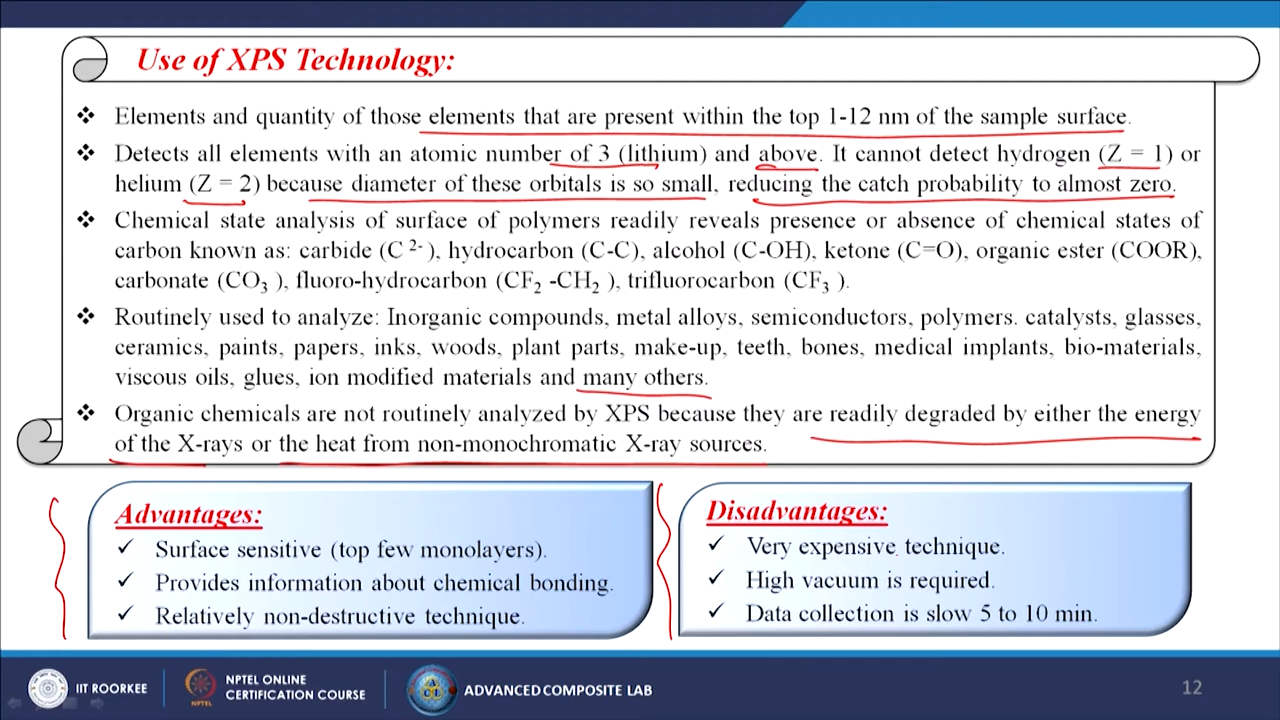 Use of XPS Technology:
❖ Elements and quantity of those elements that are present within the top 1-12 nm of the sample surface.
❖ Detects all elements with an atomic number of 3 (lithium) and above. It cannot detect hydrogen (Z = 1) or
helium (Z = 2) because diameter of these orbitals is so small, reducing the catch probability to almost zero.
❖ Chemical state analysis of surface of polymers readily reveals presence or absence of chemical states of
carbon known as: carbide (C ²⁻ ), hydrocarbon (C-C), alcohol (C-OH), ketone (C=O), organic ester (COOR),
carbonate (CO₃ ), fluoro-hydrocarbon (CF₂ -CH₂ ), trifluorocarbon (CF₃ ).
❖ Routinely used to analyze: Inorganic compounds, metal alloys, semiconductors, polymers. catalysts, glasses,
ceramics, paints, papers, inks, woods, plant parts, make-up, teeth, bones, medical implants, bio-materials,
viscous oils, glues, ion modified materials and many others.
❖ Organic chemicals are not routinely analyzed by XPS because they are readily degraded by either the energy
of the X-rays or the heat from non-monochromatic X-ray sources.
Advantages:
✓ Surface sensitive (top few monolayers).
✓ Provides information about chemical bonding.
✓ Relatively non-destructive technique.
Disadvantages:
✓ Very expensive technique.
✓ High vacuum is required.
✓ Data collection is slow 5 to 10 min.
IIT ROORKEE
NPTEL
NPTEL ONLINE
CERTIFICATION COURSE
ACL
ADVANCED COMPOSITE LAB
12